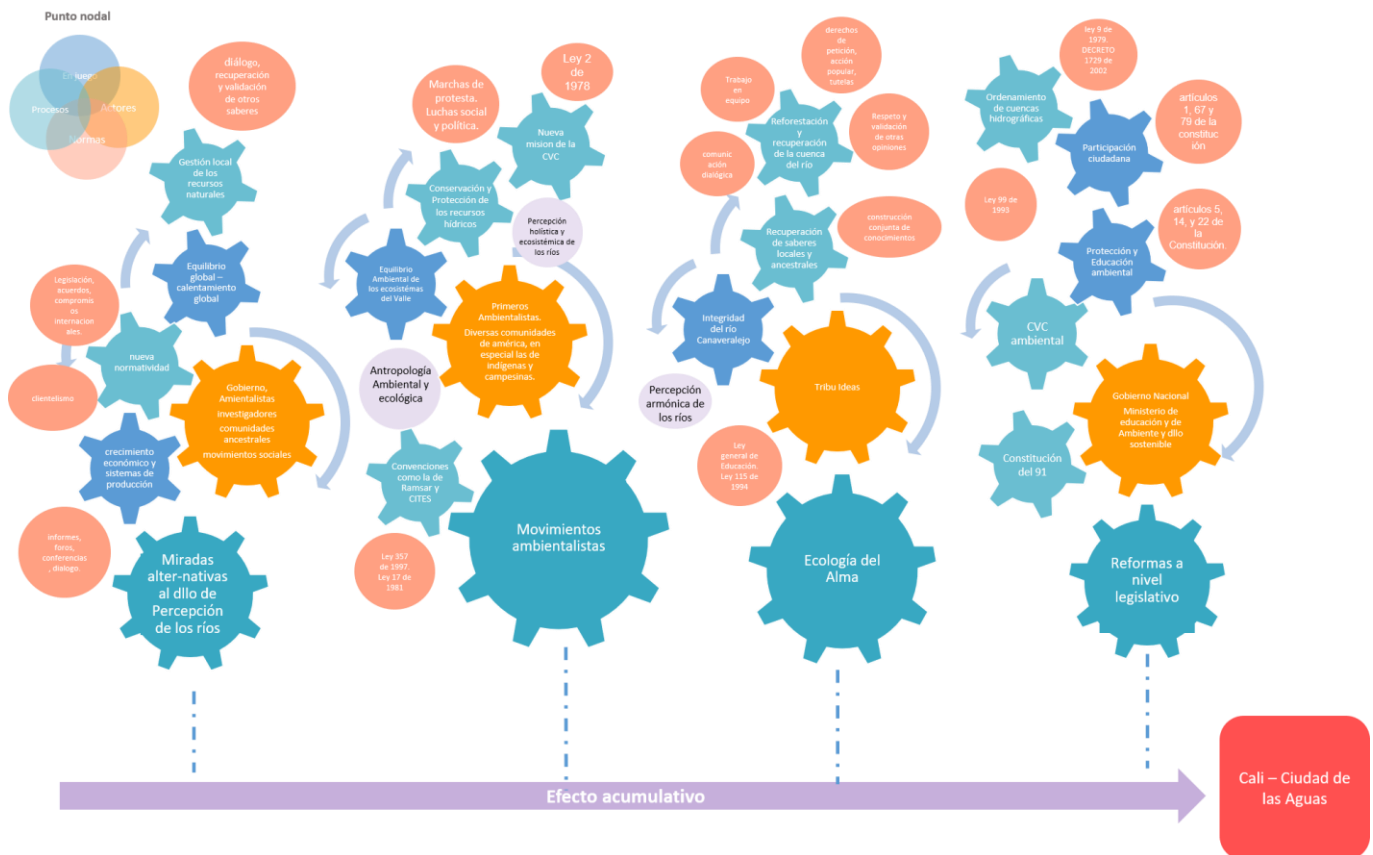 Punto nodal
En juego
Procesos
Actores
Normas
diálogo,
recuperación
y validación
de otros
saberes
Gestión local
de los
recursos
naturales
Equilibrio
global –
calentamiento
global
Legislación,
acuerdos,
compromis
os
internacion
ales.
nueva
normatividad
clientelismo
Gobierno,
Amientalistas
investigadores
comunidades
ancestrales
movimientos sociales
crecimiento
económico y
sistemas de
producción
informes,
foros,
conferencias
, dialogo.
Miradas
alter-nativas
al dllo de
Percepción
de los ríos
Marchas de
protesta.
Luchas social
y política.
Ley 2
de
1978
Nueva
mision de la
CVC
Conservación y
Protección de
los recursos
hídricos
Percepción
holística y
ecosistémica de
los ríos
Equilibrio
Ambiental de
los ecosistémas
del Valle
Primeros
Ambientalistas.
Diversas comunidades
de américa, en
especial las de
indígenas y
campesinas.
Antropología
Ambiental y
ecológica
Convenciones
como la de
Ramsar y
CITES
Ley 357
de 1997.
Ley 17 de
1981
Movimientos
ambientalistas
derechos
de
petición,
acción
popular,
tutelas
Trabajo
en
equipo
Reforestación
y
recuperación
de la cuenca
del río
Respeto y
validación
de otras
opiniones
comunic
ación
dialógica
Recuperación
de saberes
locales y
ancestrales
construcción
conjunta de
conocimientos
Integridad
del río
Canaveralejo
Percepción
armónica de
los ríos
Tribu Ideas
Ley
general de
Educación.
Ley 115 de
1994
Ecología del
Alma
ley 9 de
1979.
DECRETO
1729 de
2002
Ordenamiento
de cuencas
hidrográficas
artículos
1, 67 y
79 de la
constituc
ión
Participación
ciudadana
Ley 99 de
1993
artículos 5,
14, y 22 de
la
Constitución.
Protección y
Educación
ambiental
CVC
ambiental
Gobierno Nacional
Ministerio de
educación y de
Ambiente y dllo
sostenible
Constitución
del 91
Reformas a
nivel
legislativo
Efecto acumulativo
Cali – Ciudad de
las Aguas